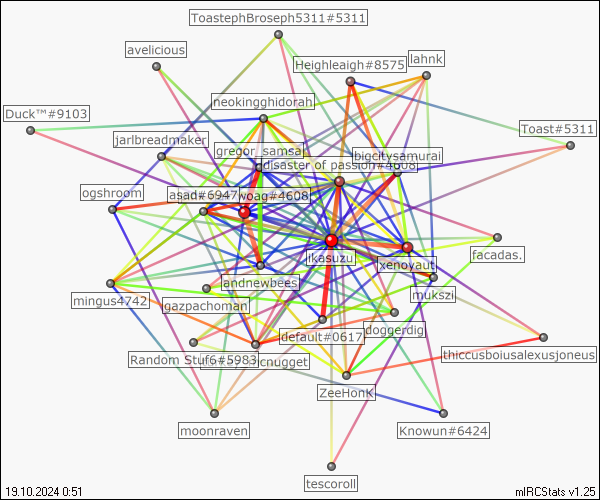 ToastephBroseph5311#5311
avelicious
lahnk
Heighleigh#8575
neokingghidorah
Duck™#9103
Toast#5311
jarlbreadmaker
gregor_samsa
bigcitysamurai
disaster of passion#4608
ogshroom
asad#6947
woag#4608
facadas.
ikasuzu
xenoyaut
andnewbees
mukszi
mingus4742
gazpachoman
doggerdig
default#0617
thiccusboiusalexusjoneus
Random Stuf6#5983
cnugget
ZeeHonK
moonraven
Knowun#6424
tescoroll
19.10.2024 0:51
mIRCStats v1.25